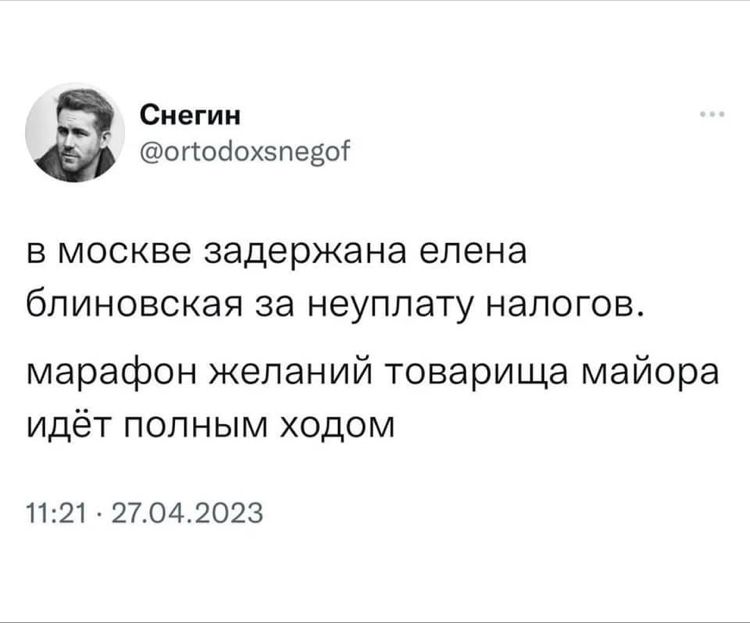 Снегин
@ortodoxsnegof
в москве задержана елена
блиновская за неуплату налогов.
марафон желаний товарища майора
идёт полным ходом
11:21 · 27.04.2023